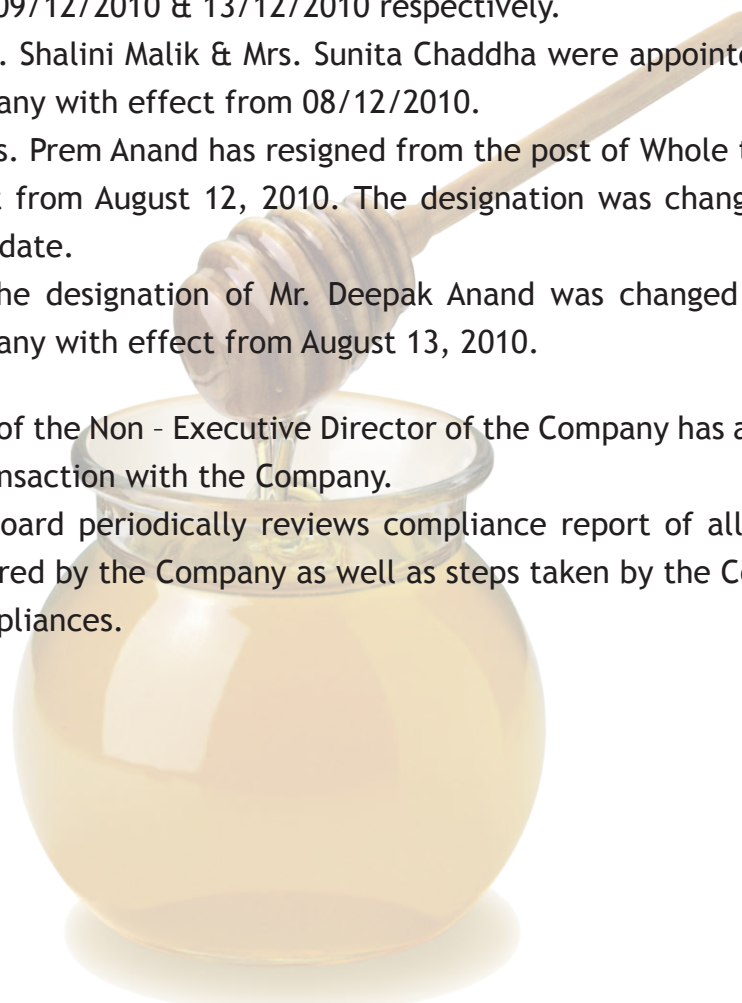 09/12/2010 & 13/12/2010 respectively.
. Shalini Malik & Mrs. Sunita Chaddha were appointe
any with effect from 08/12/2010.
s. Prem Anand has resigned from the post of Whole t
from August 12, 2010. The designation was chang
date.
he designation of Mr. Deepak Anand was changed
any with effect from August 13, 2010.
of the Non – Executive Director of the Company has a
nsaction with the Company.
oard periodically reviews compliance report of all
red by the Company as well as steps taken by the Co
pliances.